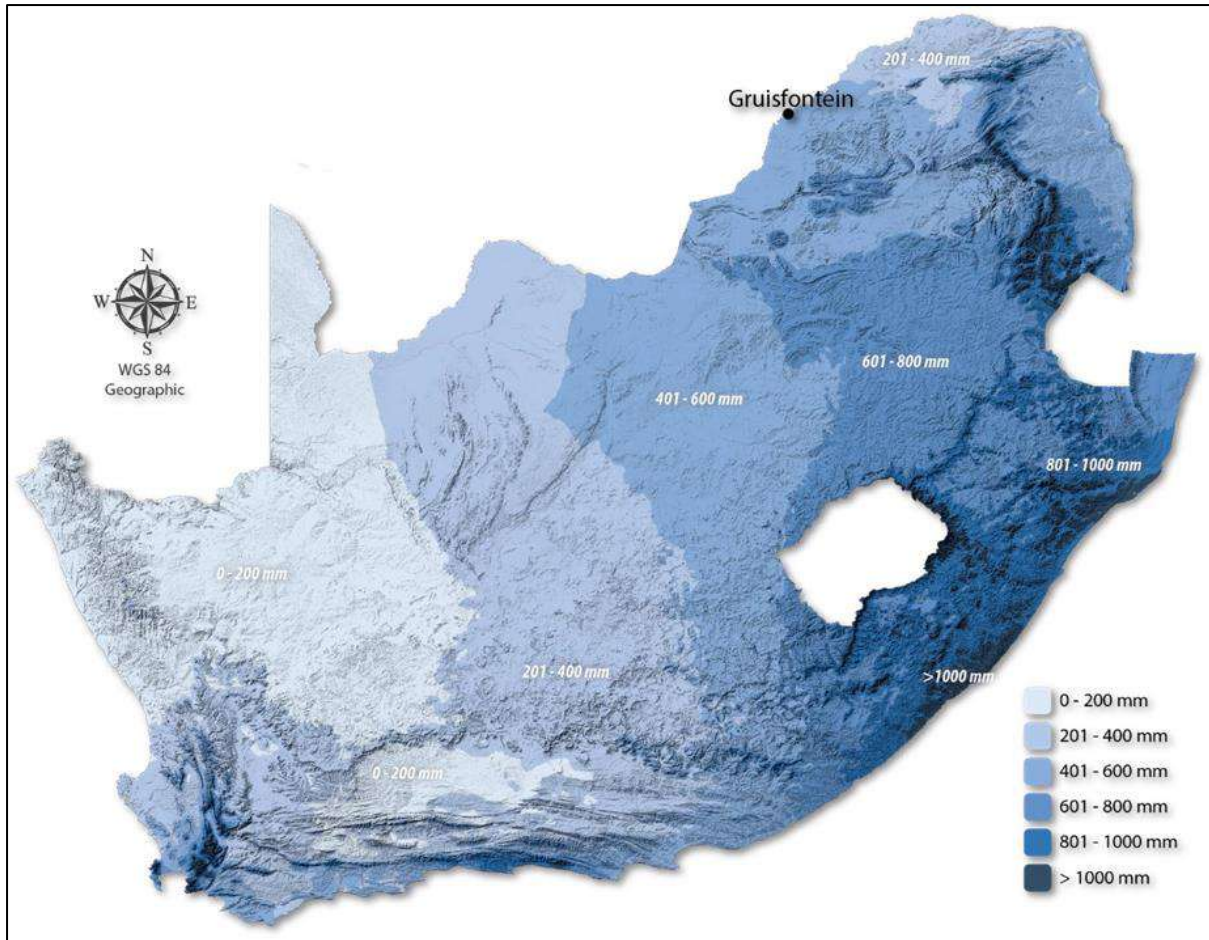 201 - 400 mm
Gruisfontein
N
W
E
S
WGS 84
Geographic
601 - 800 mm
401 - 600 mm
801 - 1000 mm
0 - 200 mm
201 - 400 mm
>1000 mm
0 - 200 mm
0 - 200 mm
201 - 400 mm
401 - 600 mm
601 - 800 mm
801 - 1000 mm
> 1000 mm